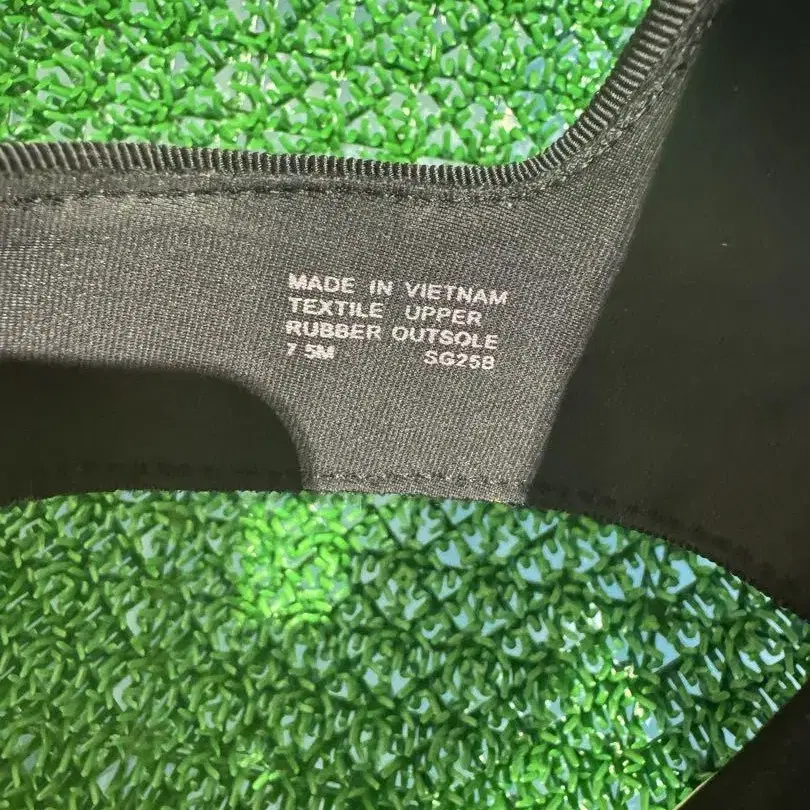 MADE IN VIETNAM
TEXTILE UPPER
RUBBER OUTSOLE
7 5M SG25B